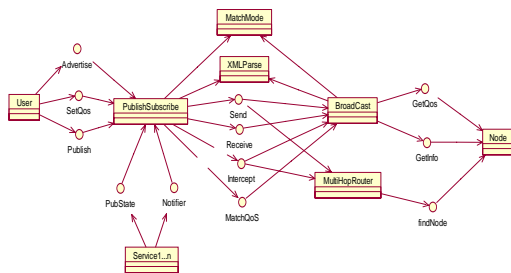 MatchMode
Advertise
XMLParse
User
SetQos
PublishSubscribe
Send
BroadCast
GetQos
Publish
Receive
GetInfo
Node
Intercept
MultiHopRouter
PubState
Notifier
MatchQoS
findNode
Service1...n